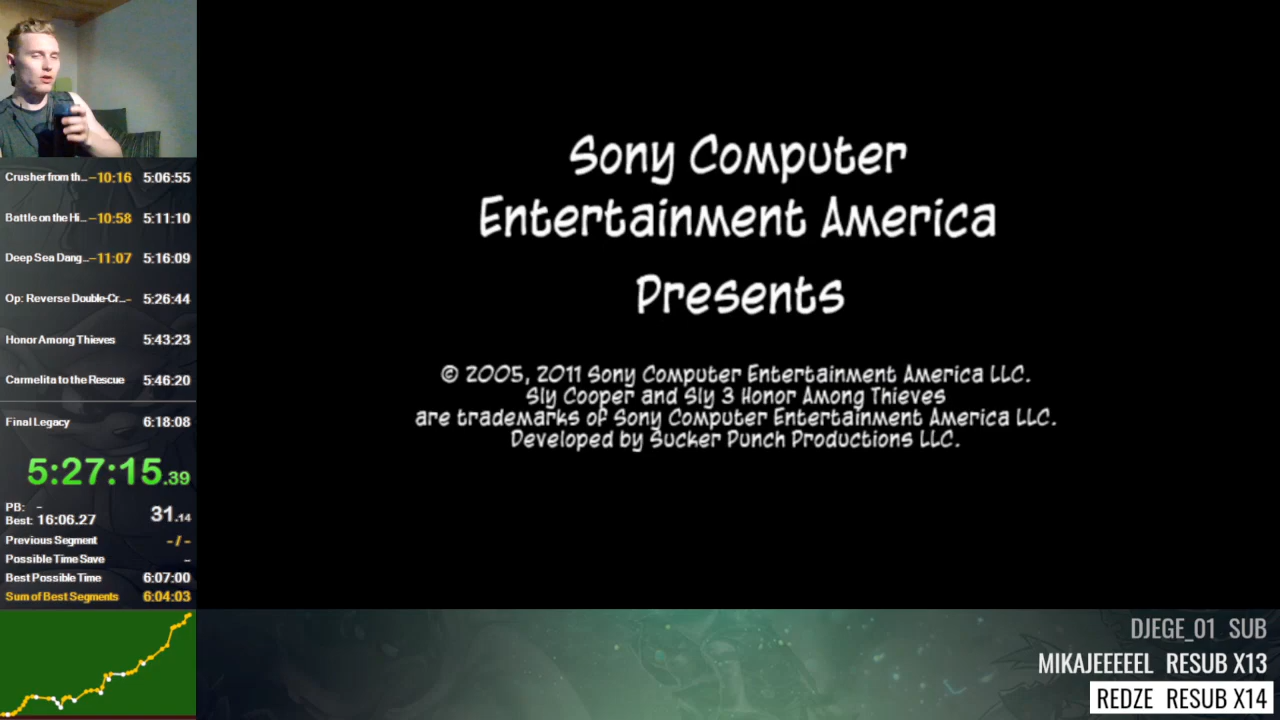 Sony Computer
Entertainment America
Presents
© 2005, 2011 Sony Computer Entertainment America LLC.
Sly Cooper and Sly 3 Honor Among Thieves
are trademarks of Sony Computer Entertainment America LLC.
Developed by Sucker Punch Productions LLC.
Crusher from th... −10:16 5:06:55
Battle on the Hi... −10:58 5:11:10
Deep Sea Dang... −11:07 5:16:09
Op: Reverse Double-Cr... - 5:26:44
Honor Among Thieves 5:43:23
Carmelita to the Rescue 5:46:20
Final Legacy 6:18:08
5:27:15.39
PB: -
Best: 16:06.27 31.14
Previous Segment - / -
Possible Time Save -
Best Possible Time 6:07:00
Sum of Best Segments 6:04:03
DJEGE_01 SUB
MIKAJEEEEEL RESUB X13
REDZE RESUB X14